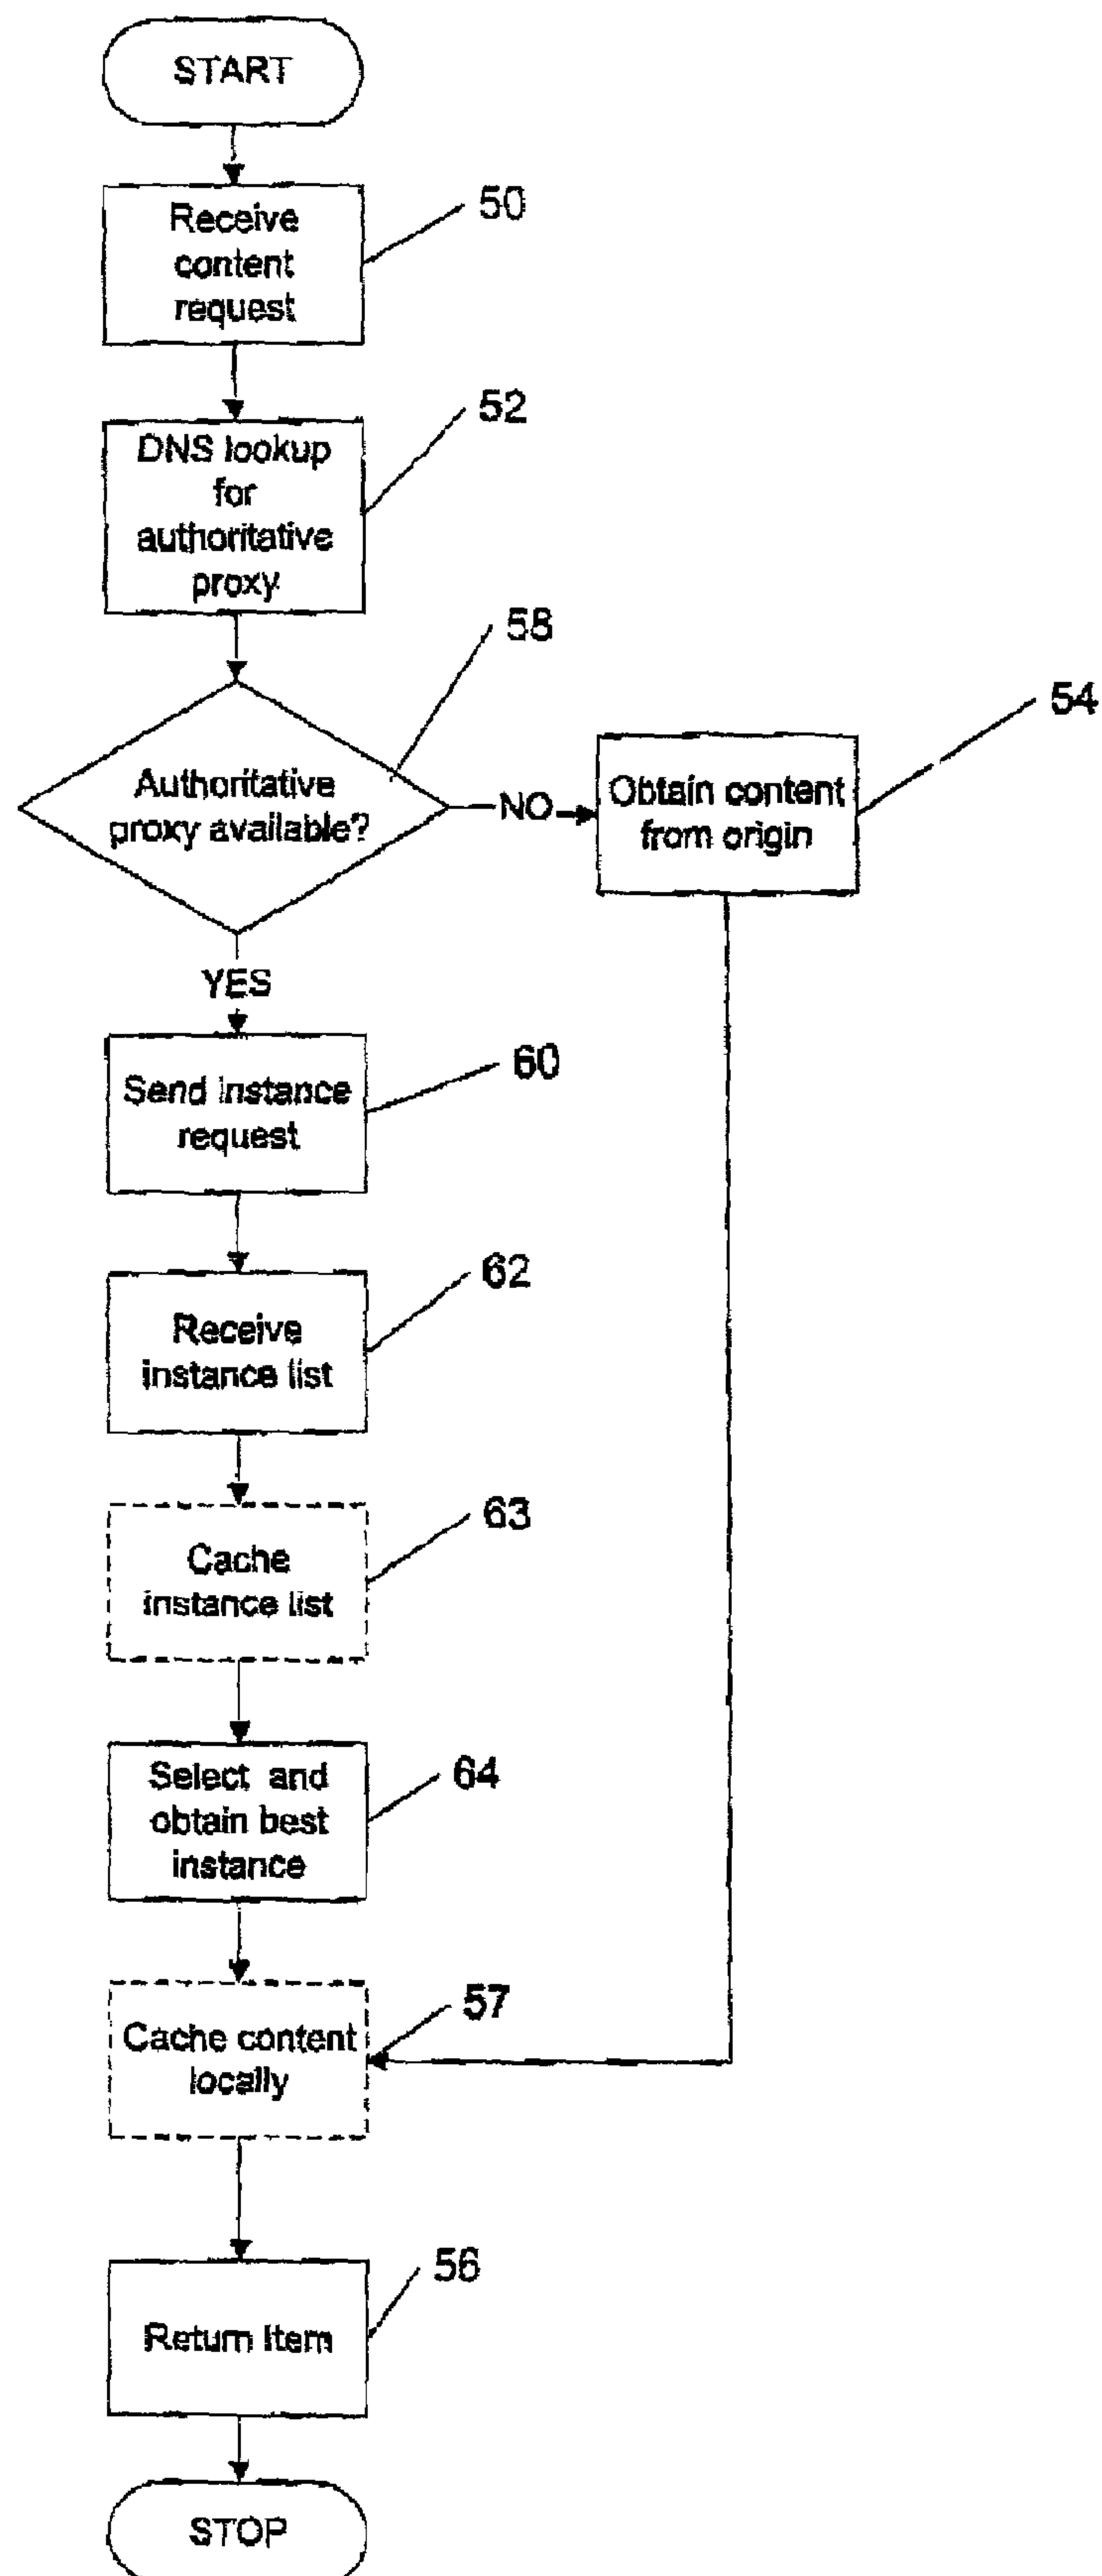 START
Receive
content
request
50
DNS lookup
for
authoritative
proxy
52
58
Authoritative
proxy available?
NO
Obtain content
from origin
54
YES
Send instance
request
60
Receive
instance list
62
Cache
instance list
63
Select and
obtain best
instance
64
Cache content
locally
57
Return Item
56
STOP